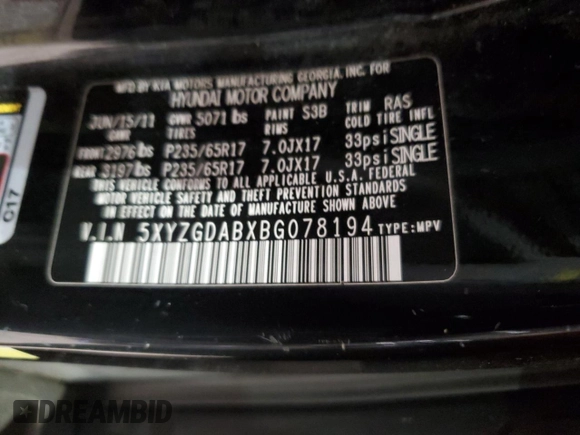 MFD BY KIA MOTORS MANUFACTURING GEORGIA, INC. FOR
HYUNDAI MOTOR COMPANY
JUN/15/11 GVWR 5071 lbs PAINT S3B TRIM RAS
GAWR TIRES RIMS COLD TIRE INFL
FRONT 2976 lbs P235/65R17 7.0JX17 33psi SINGLE
REAR 3197 lbs P235/65R17 7.0JX17 33psi SINGLE
THIS VEHICLE CONFORMS TO ALL APPLICABLE U.S.A. FEDERAL
MOTOR VEHICLE SAFETY AND THEFT PREVENTION STANDARDS
IN EFFECT ON THE DATE OF MANUFACTURE SHOWN ABOVE.
V.I.N 5XYZGDABXBG078194 TYPE:MPV
C17
DREAMBID